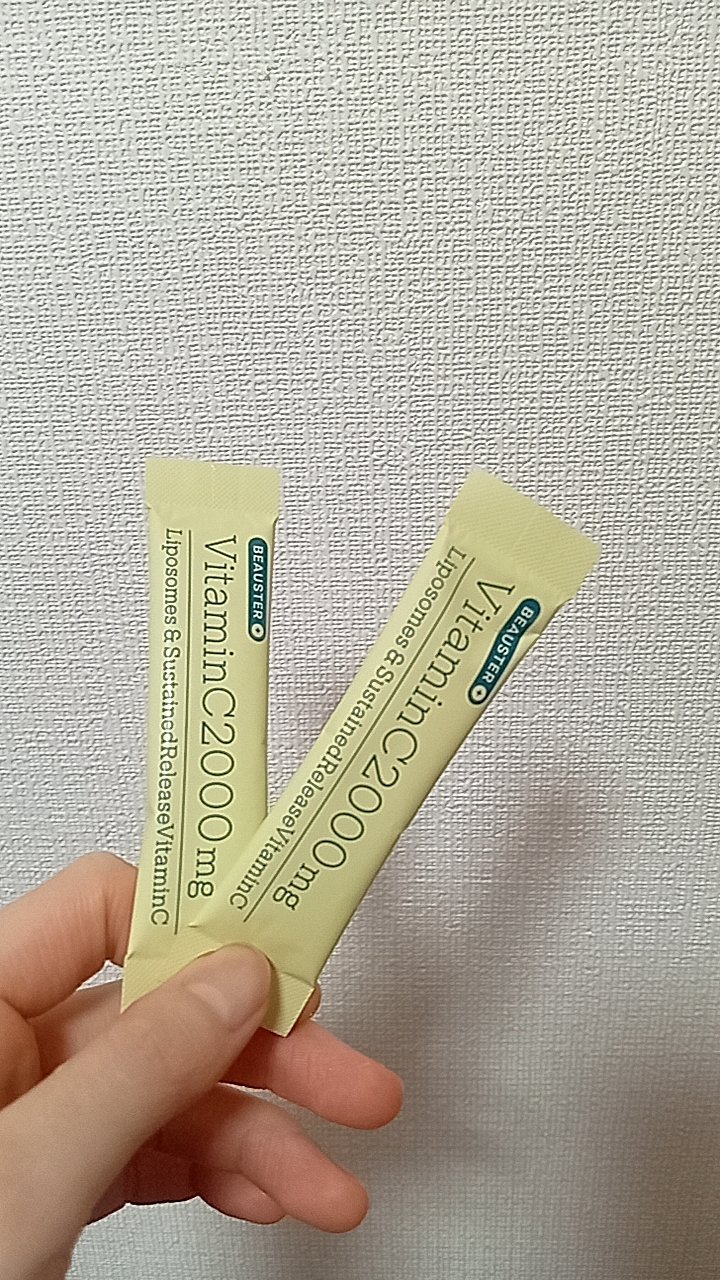 BEAUSTER
VitaminC2000mg
Liposomes & SustainedReleaseVitaminC
BEAUSTER
VitaminC2000mg
Liposomes & SustainedReleaseVitaminC